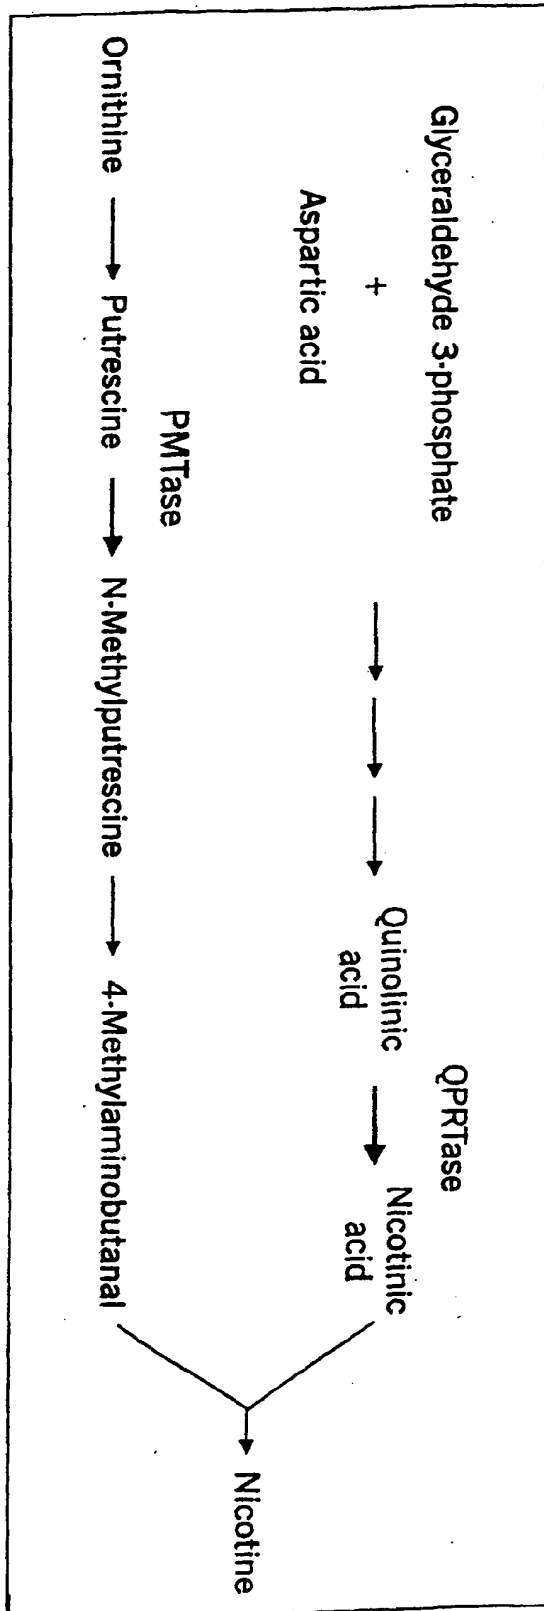 Glyceraldehyde 3-phosphate
+
Aspartic acid
Quinolinic
acid
QPRTase
Nicotinic
acid
PMTase
Ornithine
Putrescine
N-Methylputrescine
4-Methylaminobutanal
Nicotine